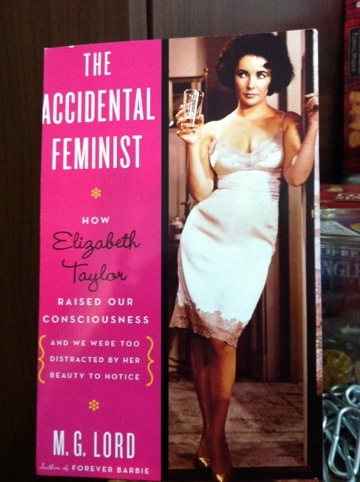 THE
ACCIDENTAL
FEMINIST
HOW
Elizabeth
Taylor
RAISED OUR
CONSCIOUSNESS
AND WE WERE TOO
DISTRACTED BY HER
BEAUTY TO NOTICE
M. G. LORD
Author of FOREVER BARBIE